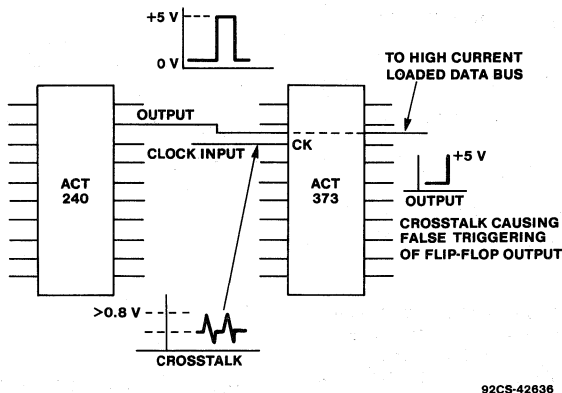 +5 V
0 V
TO HIGH CURRENT
LOADED DATA BUS
OUTPUT
CLOCK INPUT
CK
ACT
240
ACT
373
+5 V
OUTPUT
CROSSTALK CAUSING
FALSE TRIGGERING
OF FLIP-FLOP OUTPUT
>0.8 V
CROSSTALK
92CS-42636